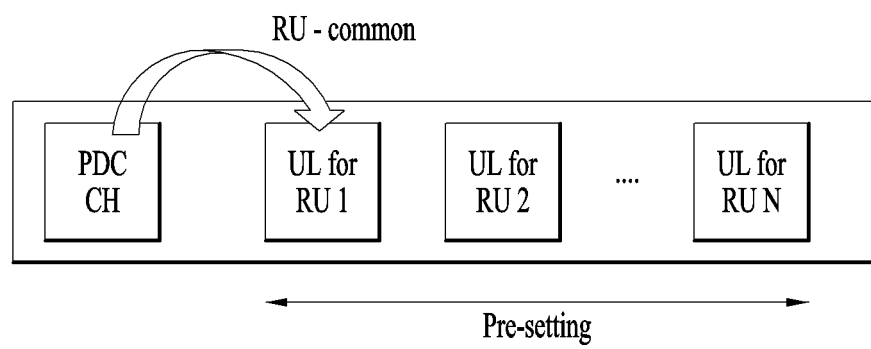 RU - common
PDC
CH
UL for
RU 1
UL for
RU 2
....
UL for
RU N
Pre-setting